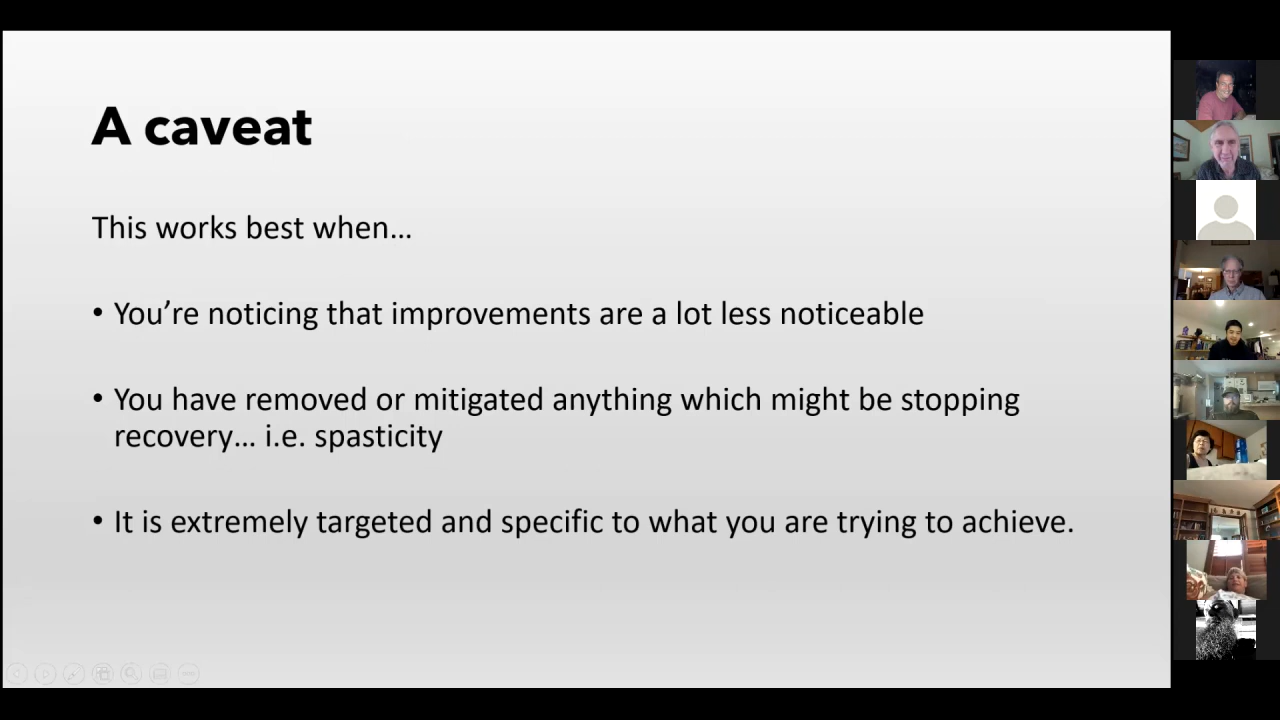 A caveat
This works best when…
• You’re noticing that improvements are a lot less noticeable
• You have removed or mitigated anything which might be stopping
recovery… i.e. spasticity
• It is extremely targeted and specific to what you are trying to achieve.